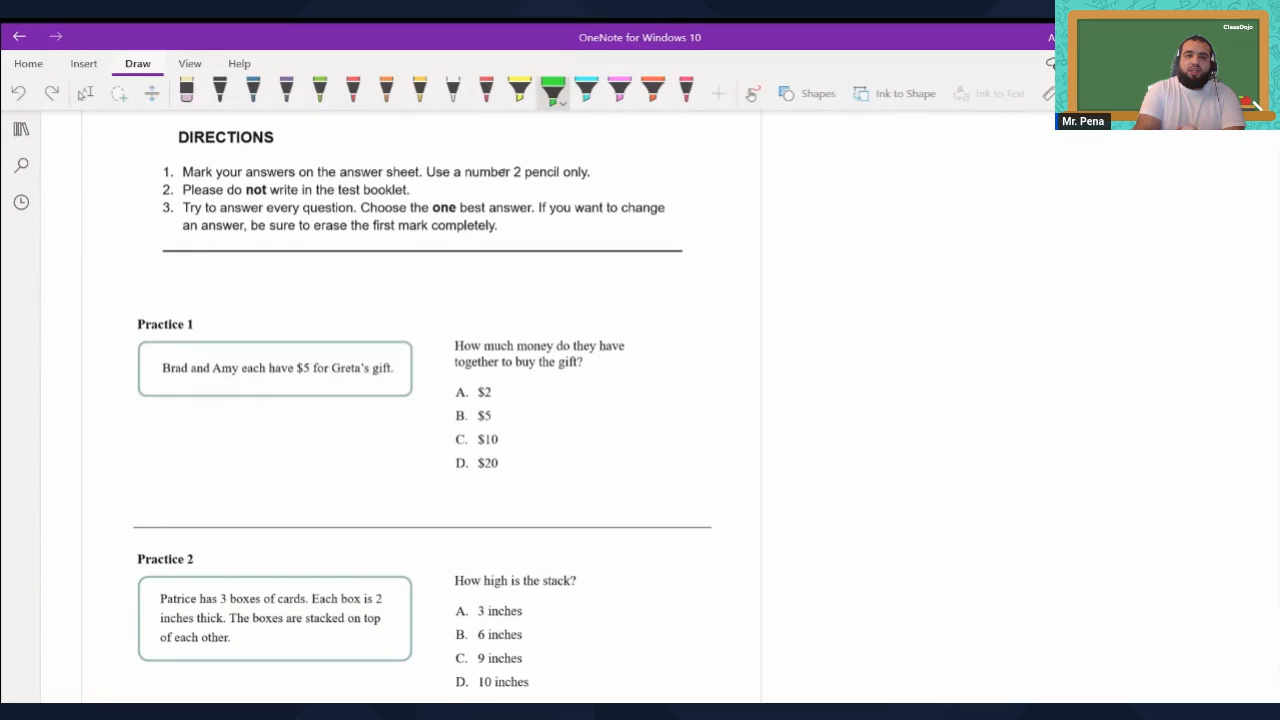 OneNote for Windows 10
ClassDojo
Mr. Pena
Home Insert Draw View Help
Shapes Ink to Shape Ink to Text
DIRECTIONS
1. Mark your answers on the answer sheet. Use a number 2 pencil only.
2. Please do not write in the test booklet.
3. Try to answer every question. Choose the one best answer. If you want to change
an answer, be sure to erase the first mark completely.
Practice 1
Brad and Amy each have $5 for Greta's gift.
How much money do they have
together to buy the gift?
A. $2
B. $5
C. $10
D. $20
Practice 2
Patrice has 3 boxes of cards. Each box is 2
inches thick. The boxes are stacked on top
of each other.
How high is the stack?
A. 3 inches
B. 6 inches
C. 9 inches
D. 10 inches